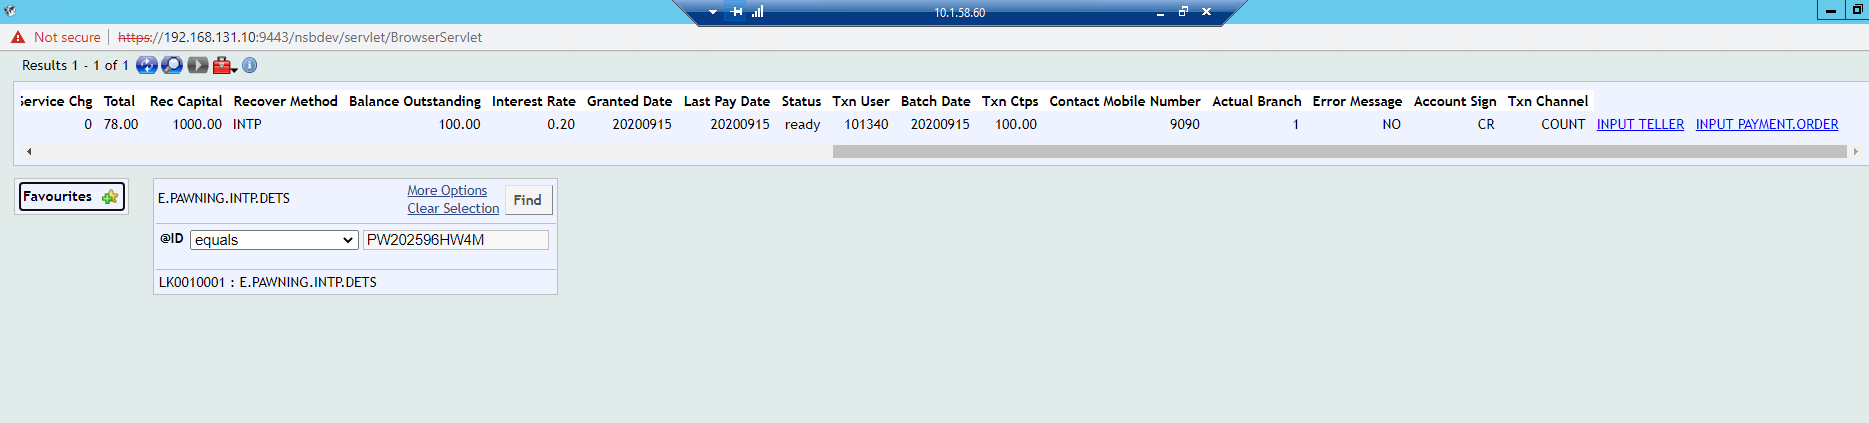 10.1.58.60
Not secure https://192.168.131.10:9443/nsbdev/servlet/BrowserServlet
Results 1 - 1 of 1
Service Chg Total Rec Capital Recover Method Balance Outstanding Interest Rate Granted Date Last Pay Date Status Txn User Batch Date Txn Ctps Contact Mobile Number Actual Branch Error Message Account Sign Txn Channel
0 78.00 1000.00 INTP 100.00 0.20 20200915 20200915 ready 101340 20200915 100.00 9090 1 NO CR COUNT INPUT TELLER INPUT PAYMENT.ORDER
Favourites
E.PAWNING.INTP.DETS
More Options
Clear Selection
Find
@ID equals PW202596HW4M
LK0010001 : E.PAWNING.INTP.DETS